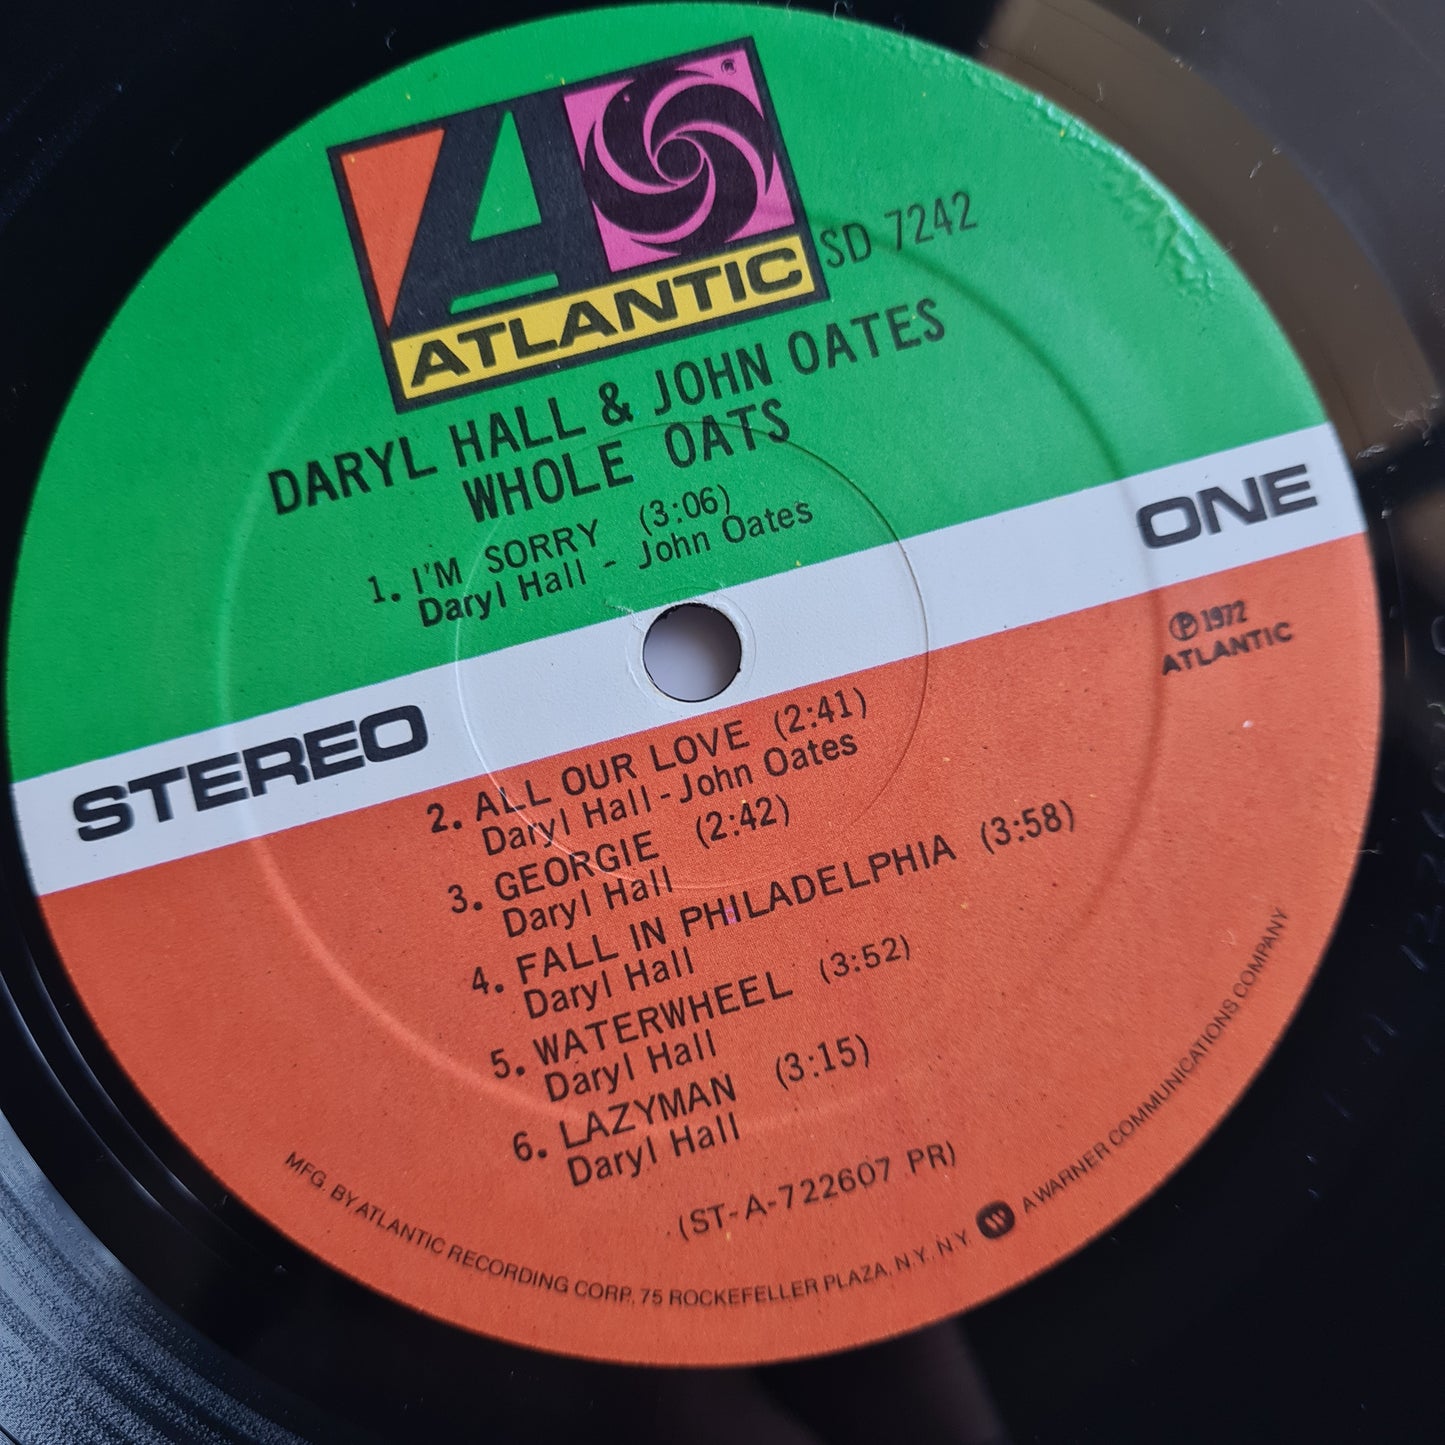 A
®
ATLANTIC
SD 7242
DARYL HALL & JOHN OATES
WHOLE OATS
1. I'M SORRY (3:06)
Daryl Hall - John Oates
STEREO
ONE
℗ 1972
ATLANTIC
2. ALL OUR LOVE (2:41)
Daryl Hall-John Oates
3. GEORGIE (2:42)
Daryl Hall
4. FALL IN PHILADELPHIA (3:58)
Daryl Hall
5. WATERWHEEL (3:52)
Daryl Hall
6. LAZYMAN (3:15)
Daryl Hall
(ST-A-722607 PR)
MFG. BY ATLANTIC RECORDING CORP. 75 ROCKEFELLER PLAZA, N.Y. N.Y. A WARNER COMMUNICATIONS COMPANY